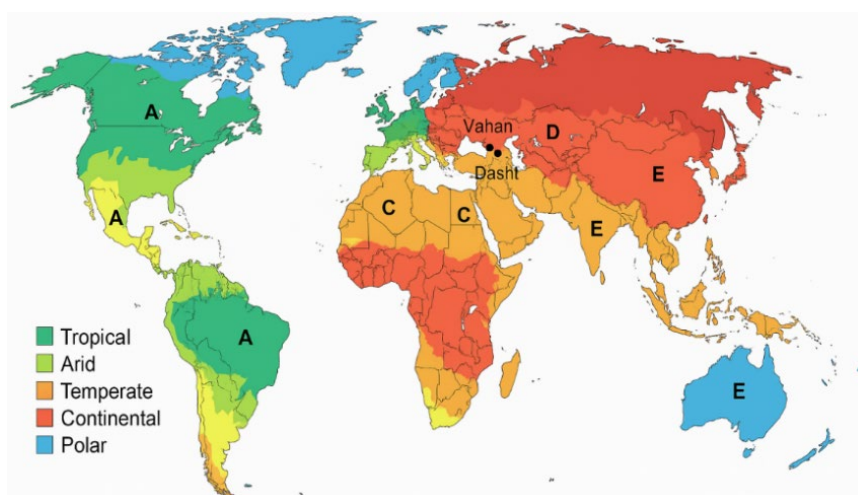 A
Vahan
D
Dasht
E
C
C
A
E
A
E
Tropical
Arid
Temperate
Continental
Polar